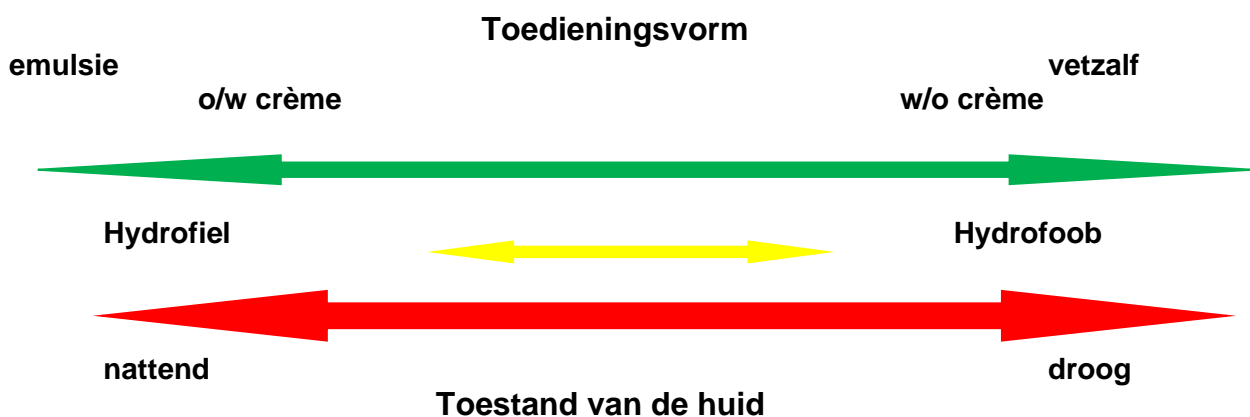 Toedieningsvorm
emulsie vetzalf
o/w crème w/o crème
Hydrofiel Hydrofoob
nattend droog
Toestand van de huid